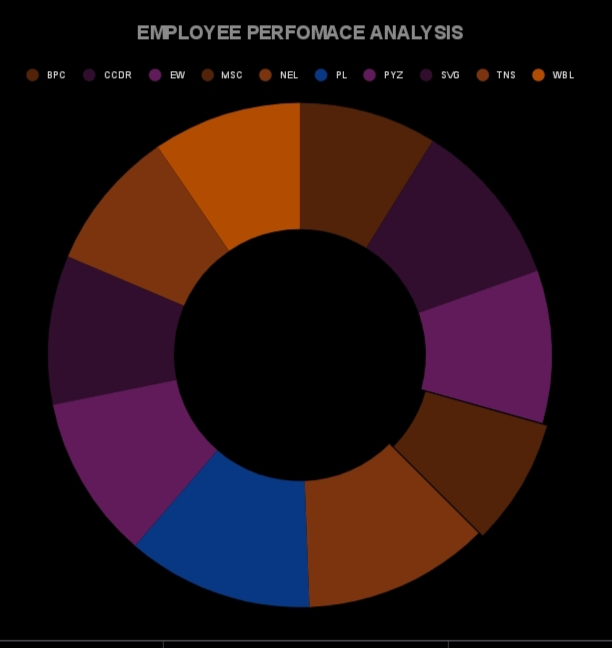 EMPLOYEE PERFOMACE ANALYSIS
BPC CCDR EW MSC NEL PL PYZ SVG TNS WBL